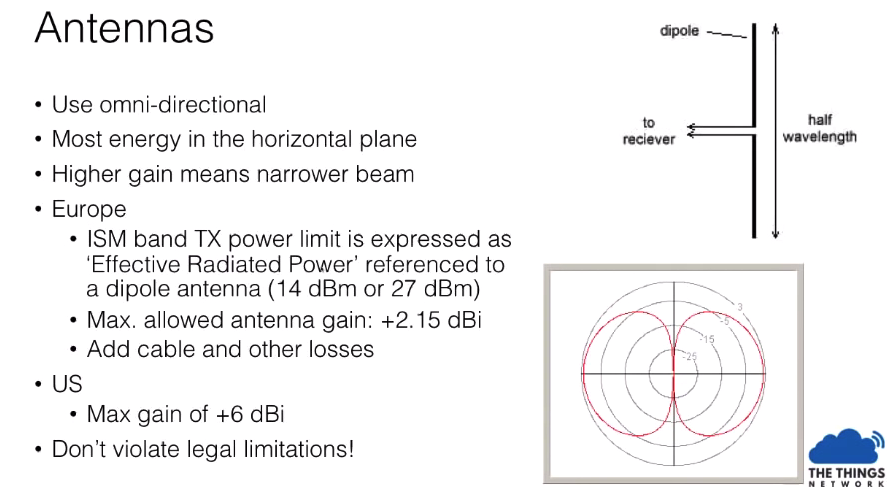 Antennas
• Use omni-directional
• Most energy in the horizontal plane
• Higher gain means narrower beam
• Europe
• ISM band TX power limit is expressed as
‘Effective Radiated Power’ referenced to
a dipole antenna (14 dBm or 27 dBm)
• Max. allowed antenna gain: +2.15 dBi
• Add cable and other losses
• US
• Max gain of +6 dBi
• Don’t violate legal limitations!
dipole
to
reciever
half
wavelength
3
-5
-15
-25
THE THINGS
NETWORK